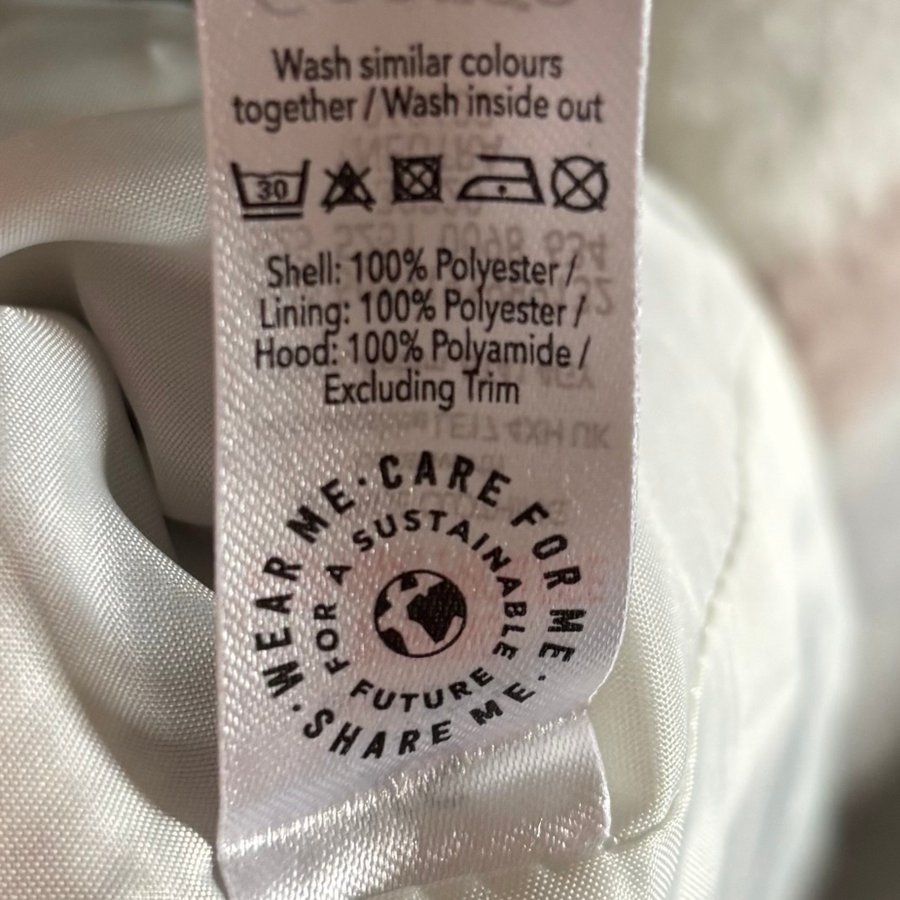 Wash similar colours
together / Wash inside out
30
Shell: 100% Polyester /
Lining: 100% Polyester /
Hood: 100% Polyamide /
Excluding Trim
WEAR ME · CARE FOR ME · SHARE ME ·
FOR A SUSTAINABLE FUTURE